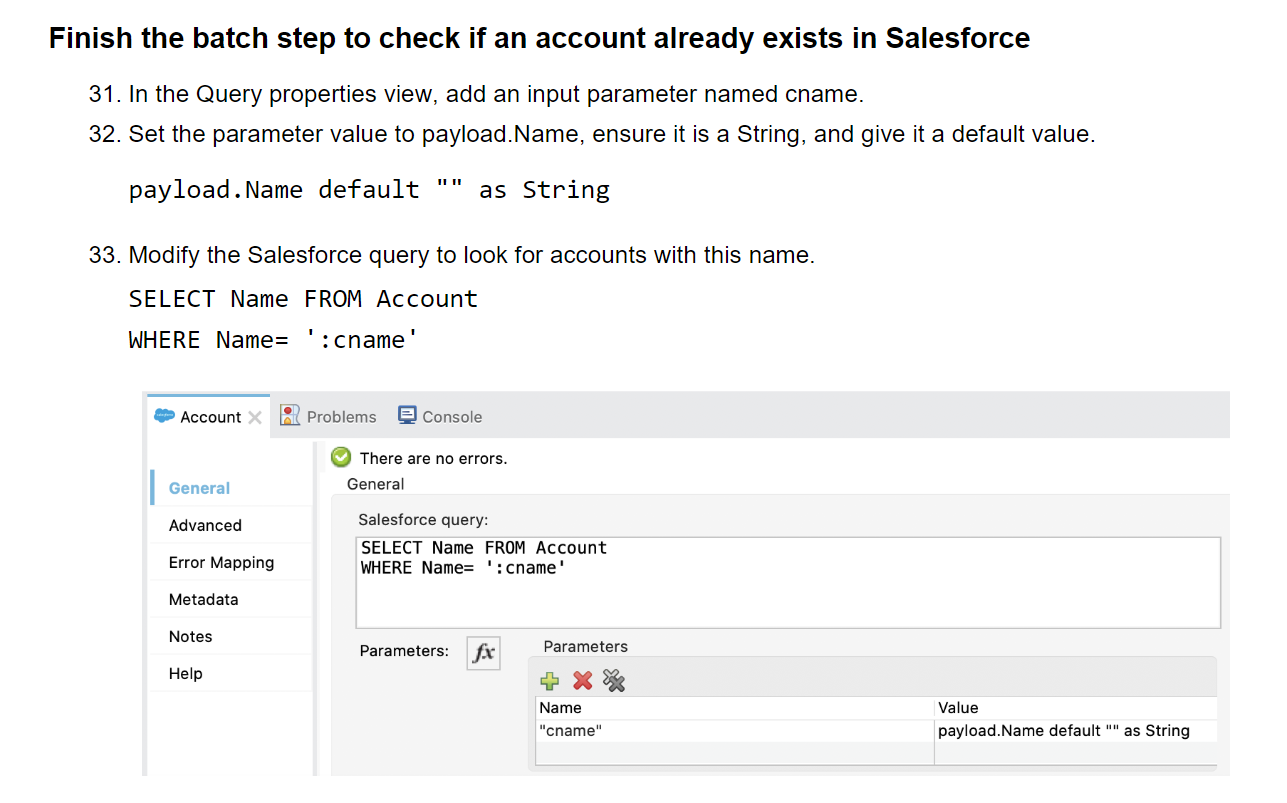 Finish the batch step to check if an account already exists in Salesforce
31. In the Query properties view, add an input parameter named cname.
32. Set the parameter value to payload.Name, ensure it is a String, and give it a default value.
payload.Name default "" as String
33. Modify the Salesforce query to look for accounts with this name.
SELECT Name FROM Account
WHERE Name= ':cname'
Account Problems Console
There are no errors.
General
General
Advanced
Error Mapping
Metadata
Notes
Help
Salesforce query:
SELECT Name FROM Account
WHERE Name= ':cname'
Parameters: fx
Parameters
Name Value
"cname" payload.Name default "" as String